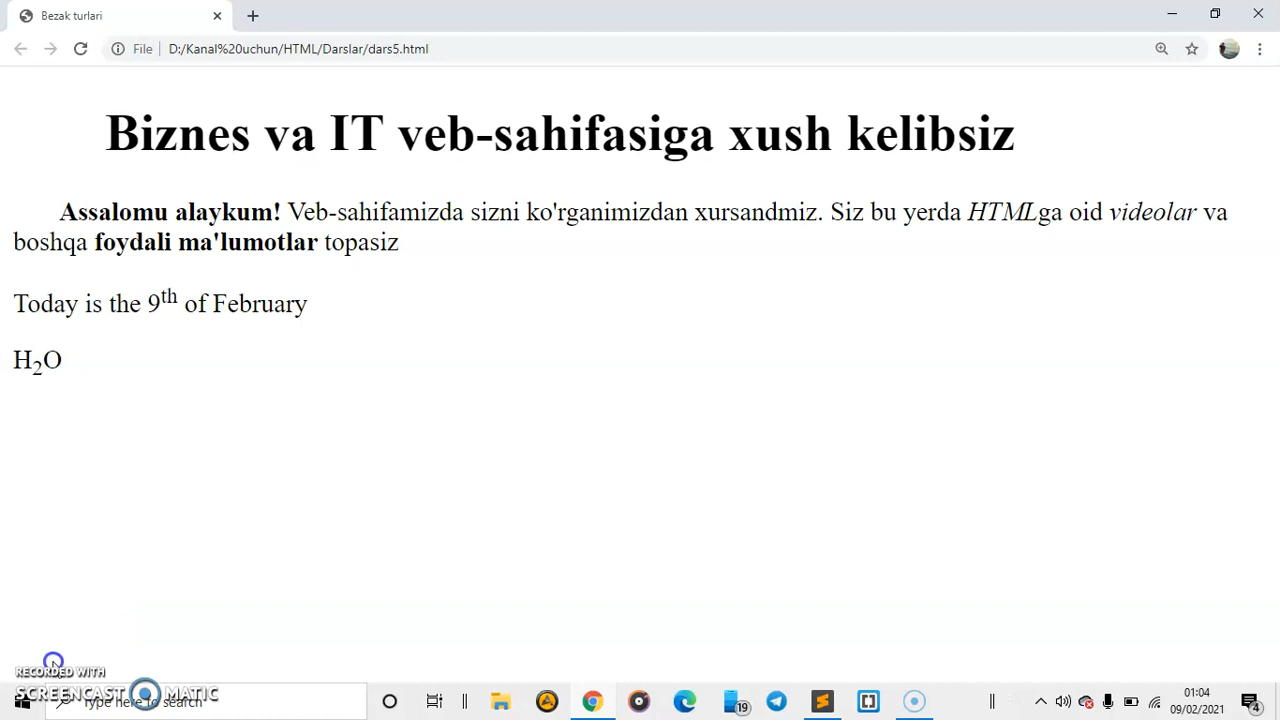 Bezak turlari
File D:/Kanal%20uchun/HTML/Darslar/dars5.html
Biznes va IT veb-sahifasiga xush kelibsiz
Assalomu alaykum! Veb-sahifamizda sizni ko'rganimizdan xursandmiz. Siz bu yerda HTMLga oid videolar va
boshqa foydali ma'lumotlar topasiz
Today is the 9th of February
H2O
RECORDED WITH
SCREENCAST MATIC
Type here to search
19
01:04
09/02/2021
4